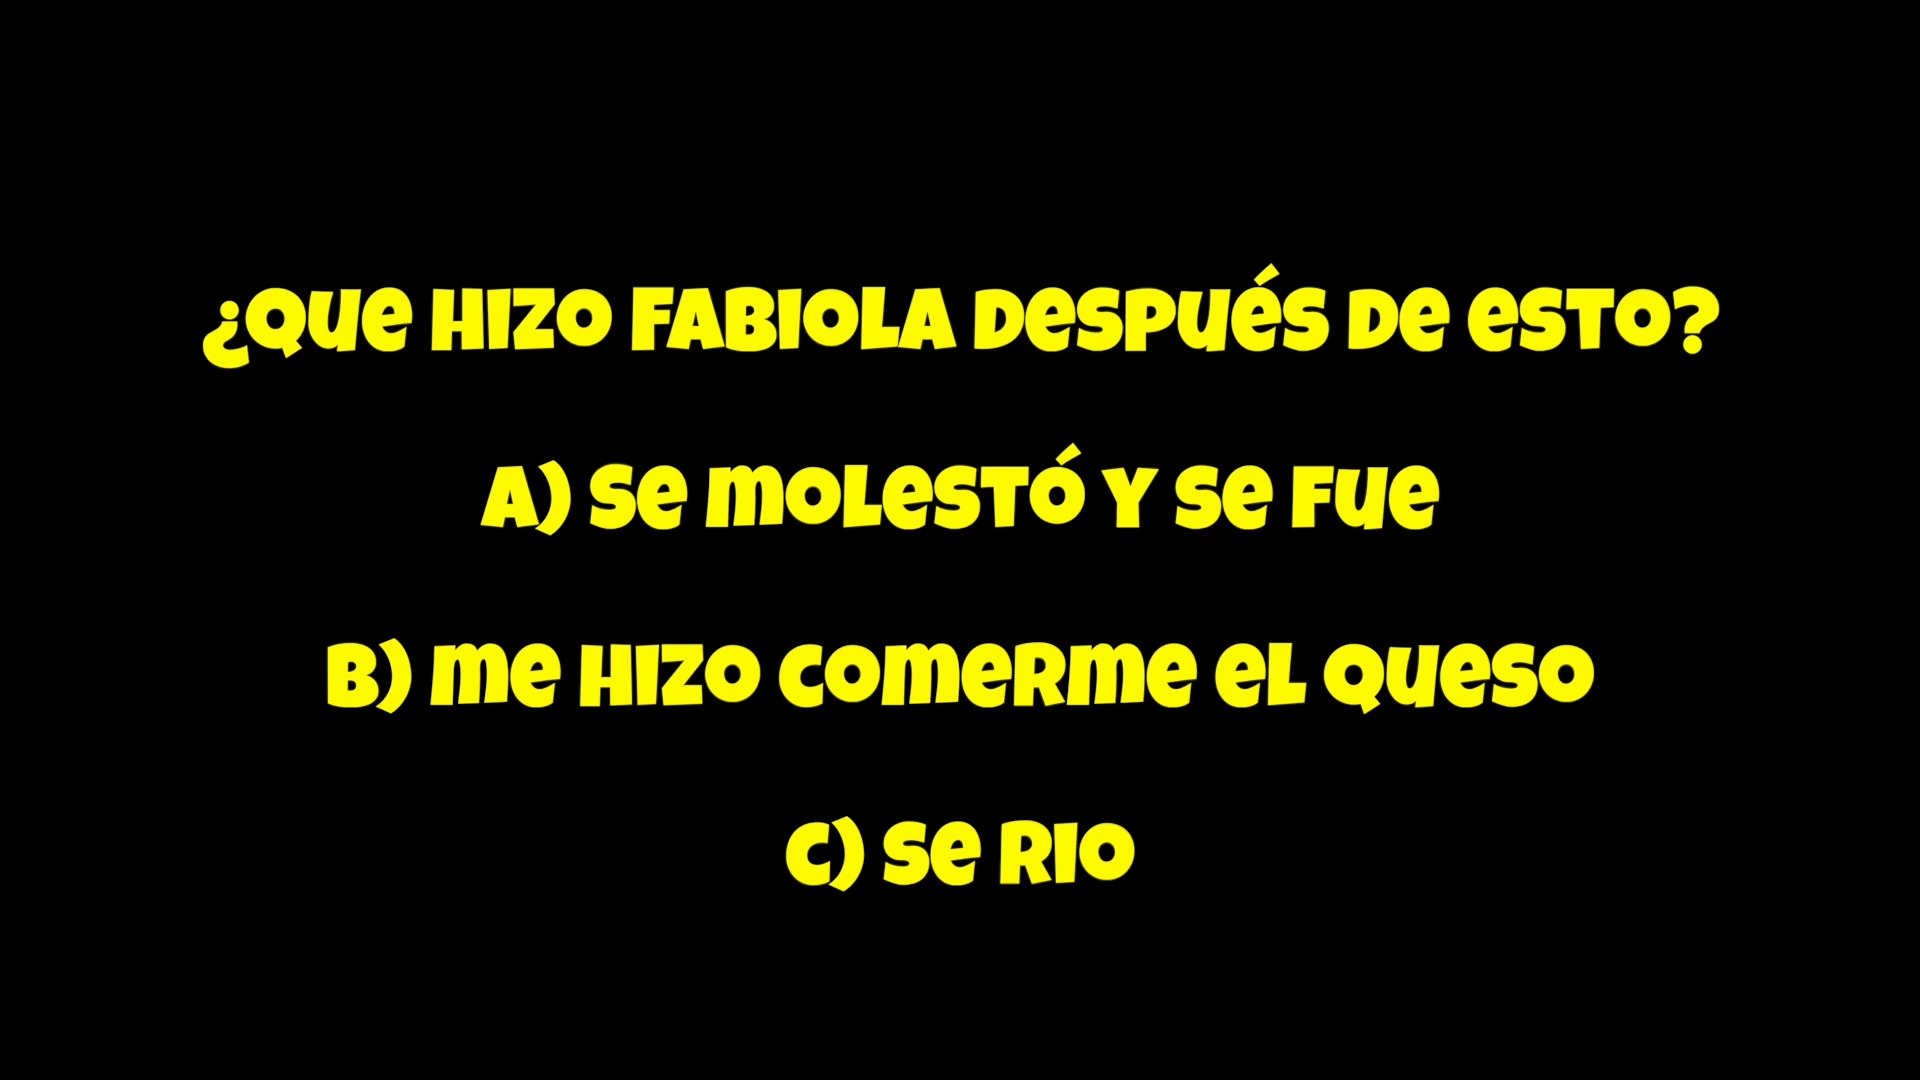 ¿Que hizo Fabiola después de esto?
A) Se molestó y se fue
B) Me hizo comerme el queso
C) Se rio